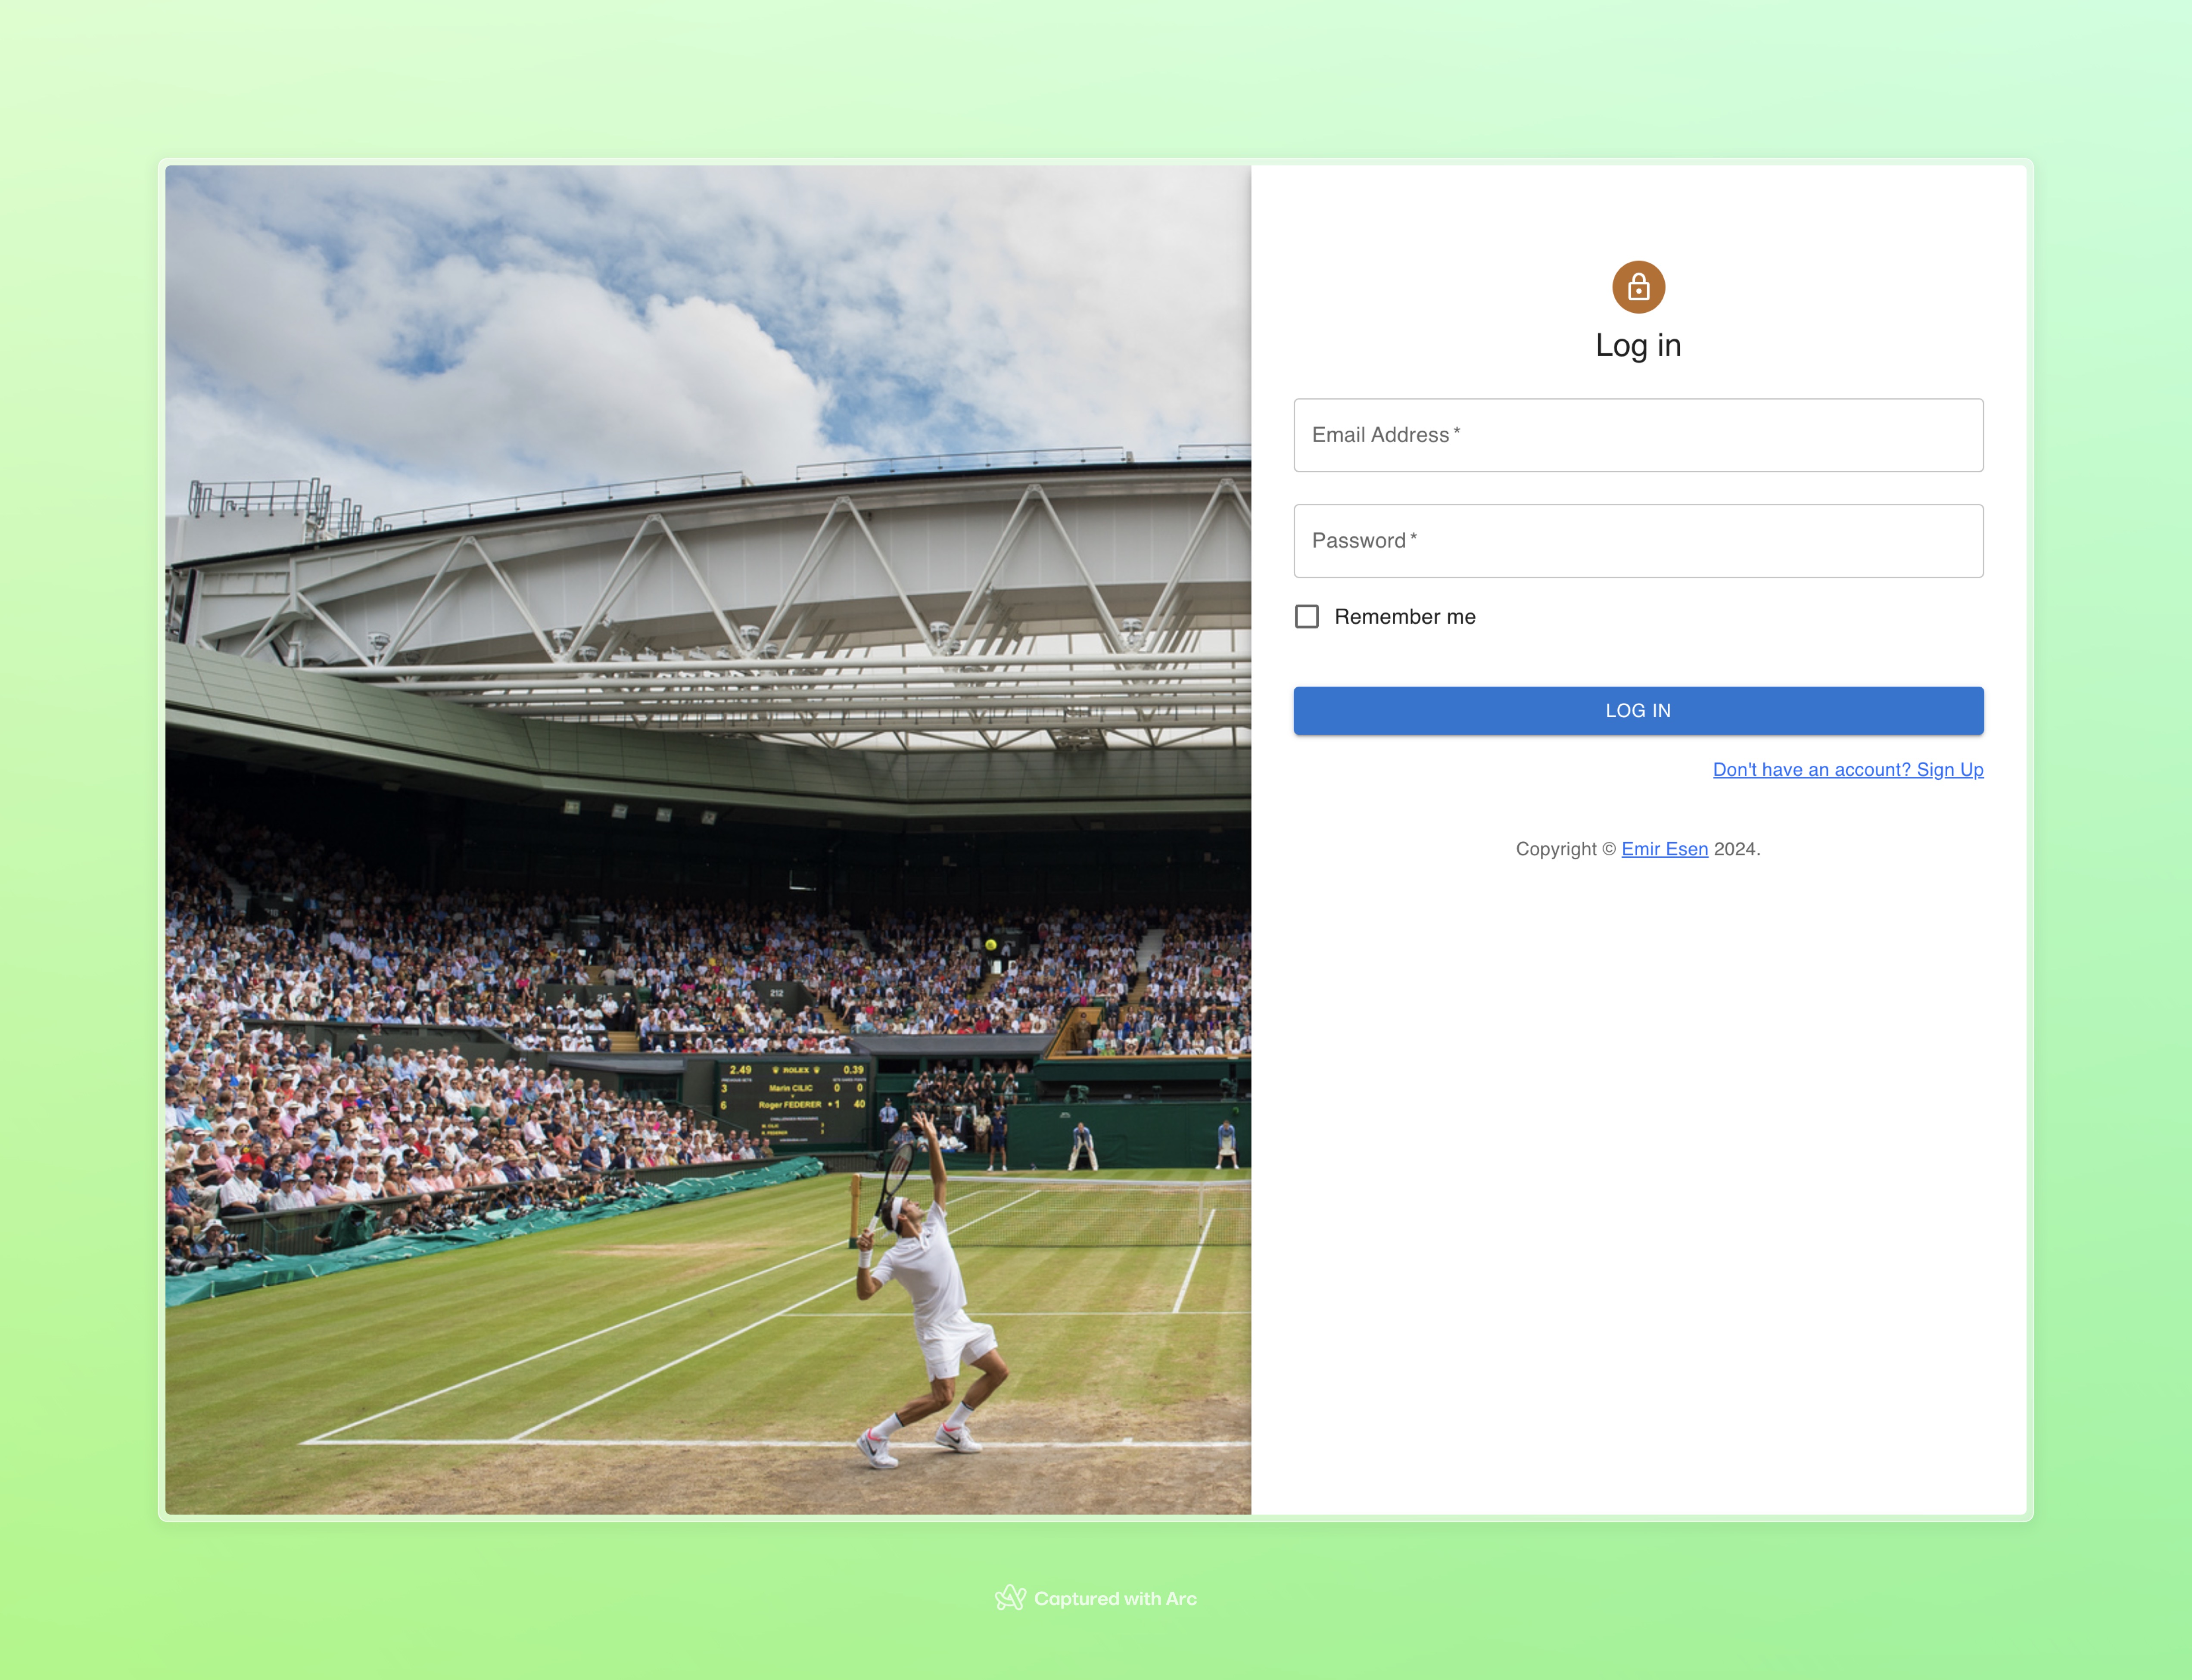 Log in
Email Address *
Password *
Remember me
LOG IN
Don't have an account? Sign Up
Copyright © Emir Esen 2024.
212
2.49 ROLEX 0.39
3 Marin CILIC 0 0
6 Roger FEDERER • 1 40
Captured with Arc